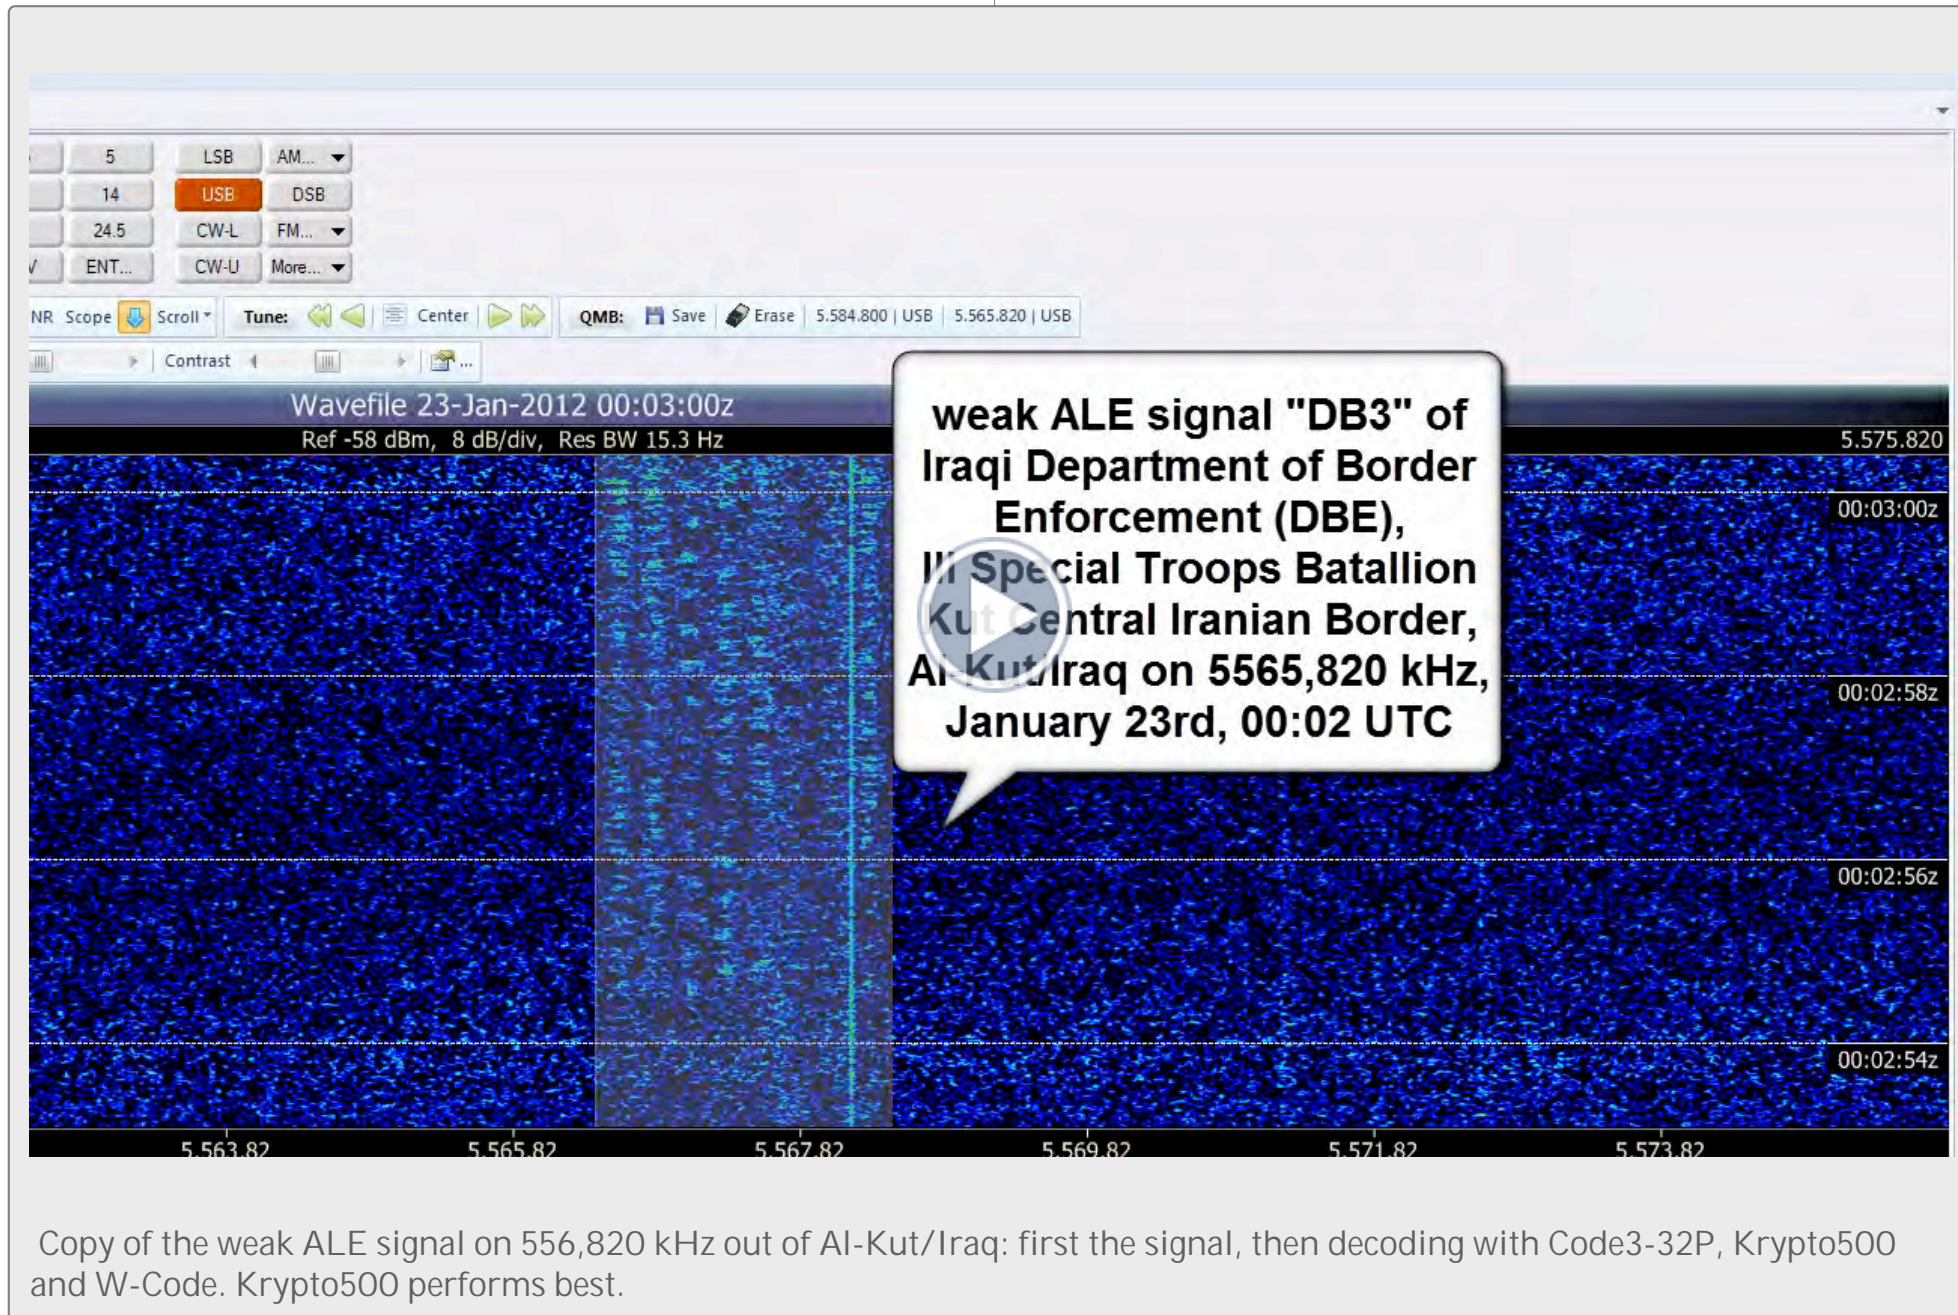 5 LSB AM...
14 USB DSB
24.5 CW-L FM...
V ENT... CW-U More...
NR Scope Scroll Tune: Center QMB: Save Erase 5.584.800 | USB 5.565.820 | USB
Contrast ...
Wavefile 23-Jan-2012 00:03:00z
Ref -58 dBm, 8 dB/div, Res BW 15.3 Hz
5.575.820
weak ALE signal "DB3" of
Iraqi Department of Border
Enforcement (DBE),
III Special Troops Batallion
Kut Central Iranian Border,
Al-Kut/Iraq on 5565,820 kHz,
January 23rd, 00:02 UTC
00:03:00z
00:02:58z
00:02:56z
00:02:54z
5.563.82 5.565.82 5.567.82 5.569.82 5.571.82 5.573.82
Copy of the weak ALE signal on 556,820 kHz out of Al-Kut/Iraq: first the signal, then decoding with Code3-32P, Krypto500
and W-Code. Krypto500 performs best.